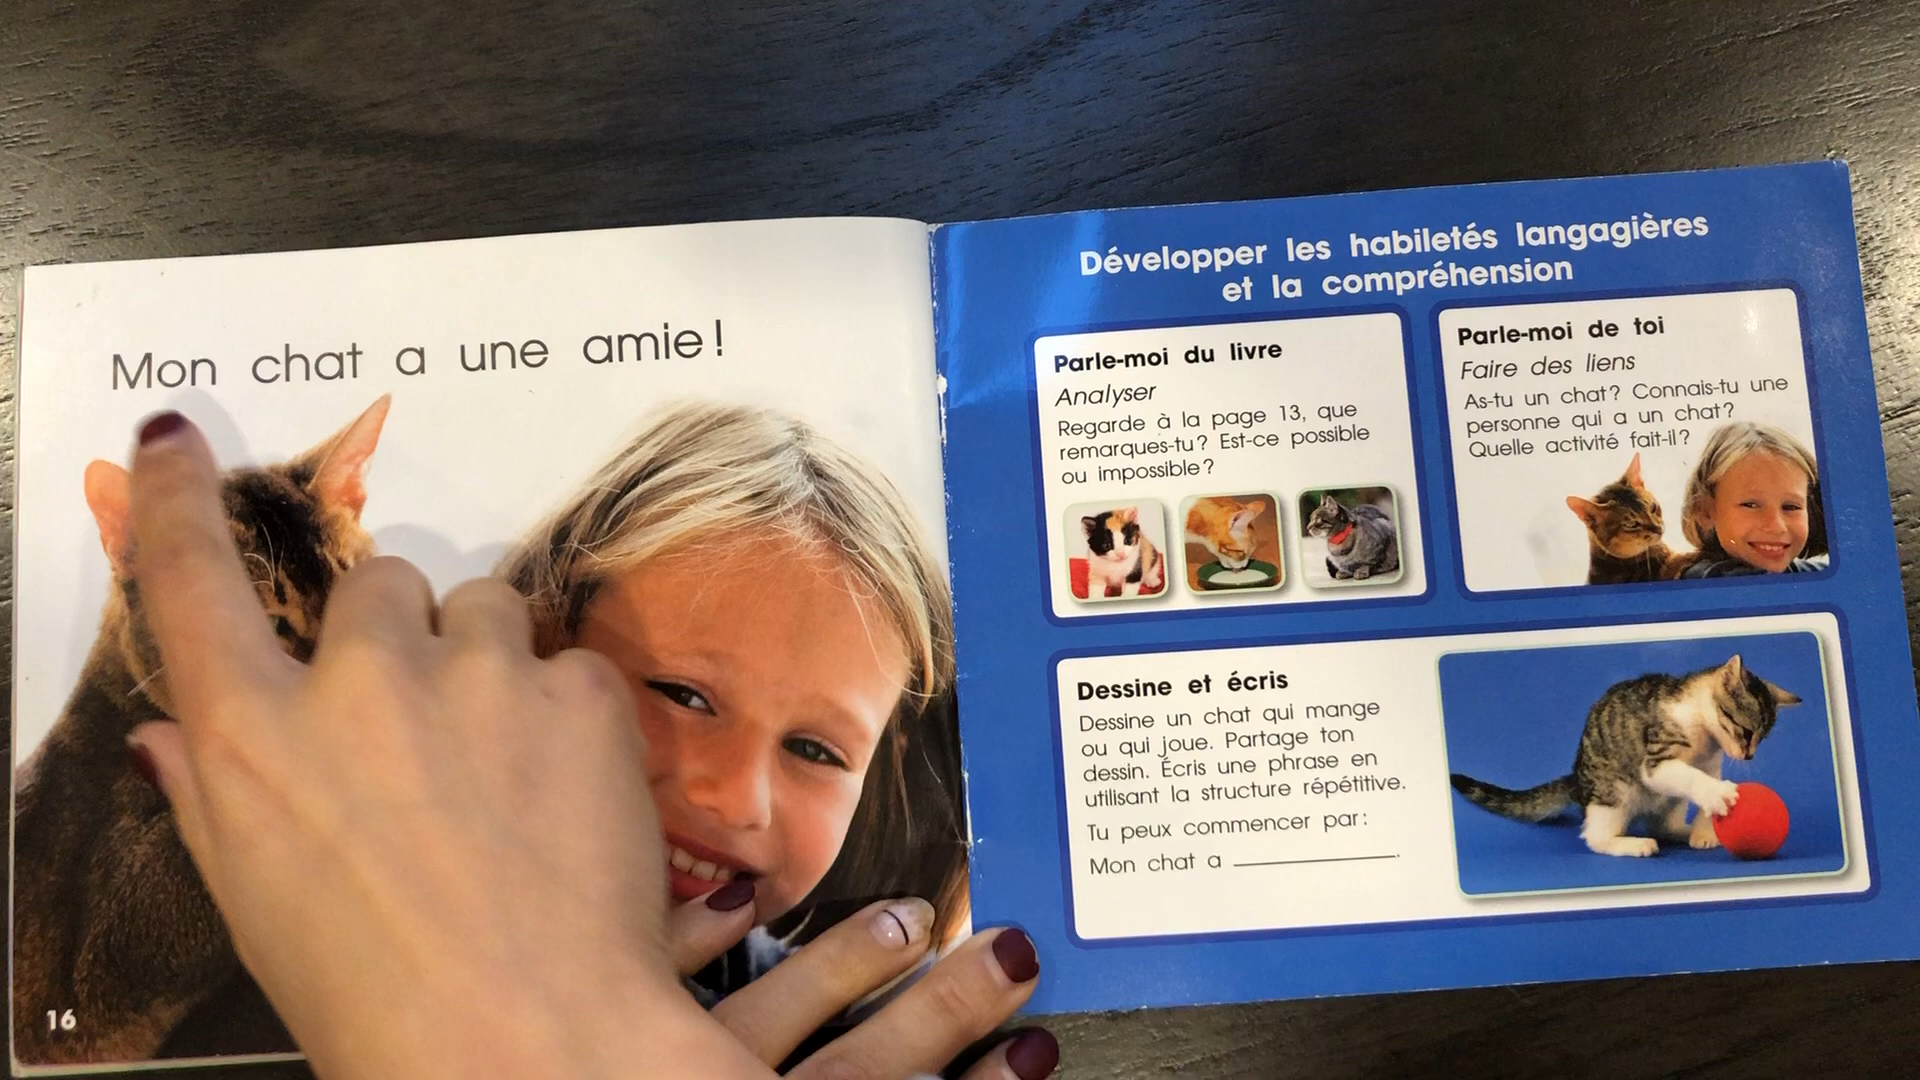 Mon chat a une amie!
16
Développer les habiletés langagières
et la compréhension
Parle-moi du livre
Analyser
Regarde à la page 13, que
remarques-tu? Est-ce possible
ou impossible?
Parle-moi de toi
Faire des liens
As-tu un chat? Connais-tu une
personne qui a un chat?
Quelle activité fait-il?
Dessine et écris
Dessine un chat qui mange
ou qui joue. Partage ton
dessin. Écris une phrase en
utilisant la structure répétitive.
Tu peux commencer par:
Mon chat a ____________.